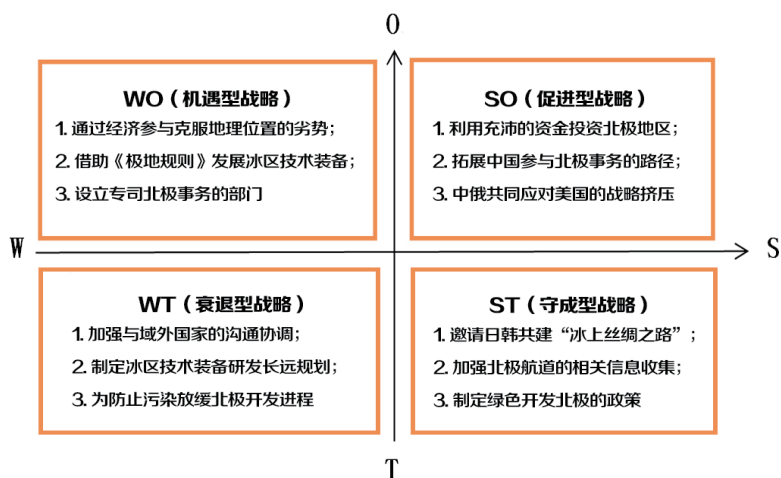 O
WO（机遇型战略）
1. 通过经济参与克服地理位置的劣势；
2. 借助《极地规则》发展冰区技术装备；
3. 设立专司北极事务的部门
SO（促进型战略）
1. 利用充沛的资金投资北极地区；
2. 拓展中国参与北极事务的路径；
3. 中俄共同应对美国的战略挤压
W
S
WT（衰退型战略）
1. 加强与域外国家的沟通协调；
2. 制定冰区技术装备研发长远规划；
3. 为防止污染放缓北极开发进程
ST（守成型战略）
1. 邀请日韩共建“冰上丝绸之路”；
2. 加强北极航道的相关信息收集；
3. 制定绿色开发北极的政策
T